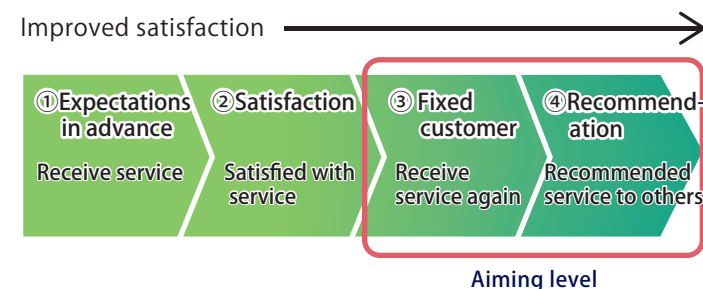 Improved satisfaction
①Expectations
in advance
Receive service
②Satisfaction
Satisfied with
service
③ Fixed
customer
Receive
service again
④Recommend-
ation
Recommended
service to others
Aiming level